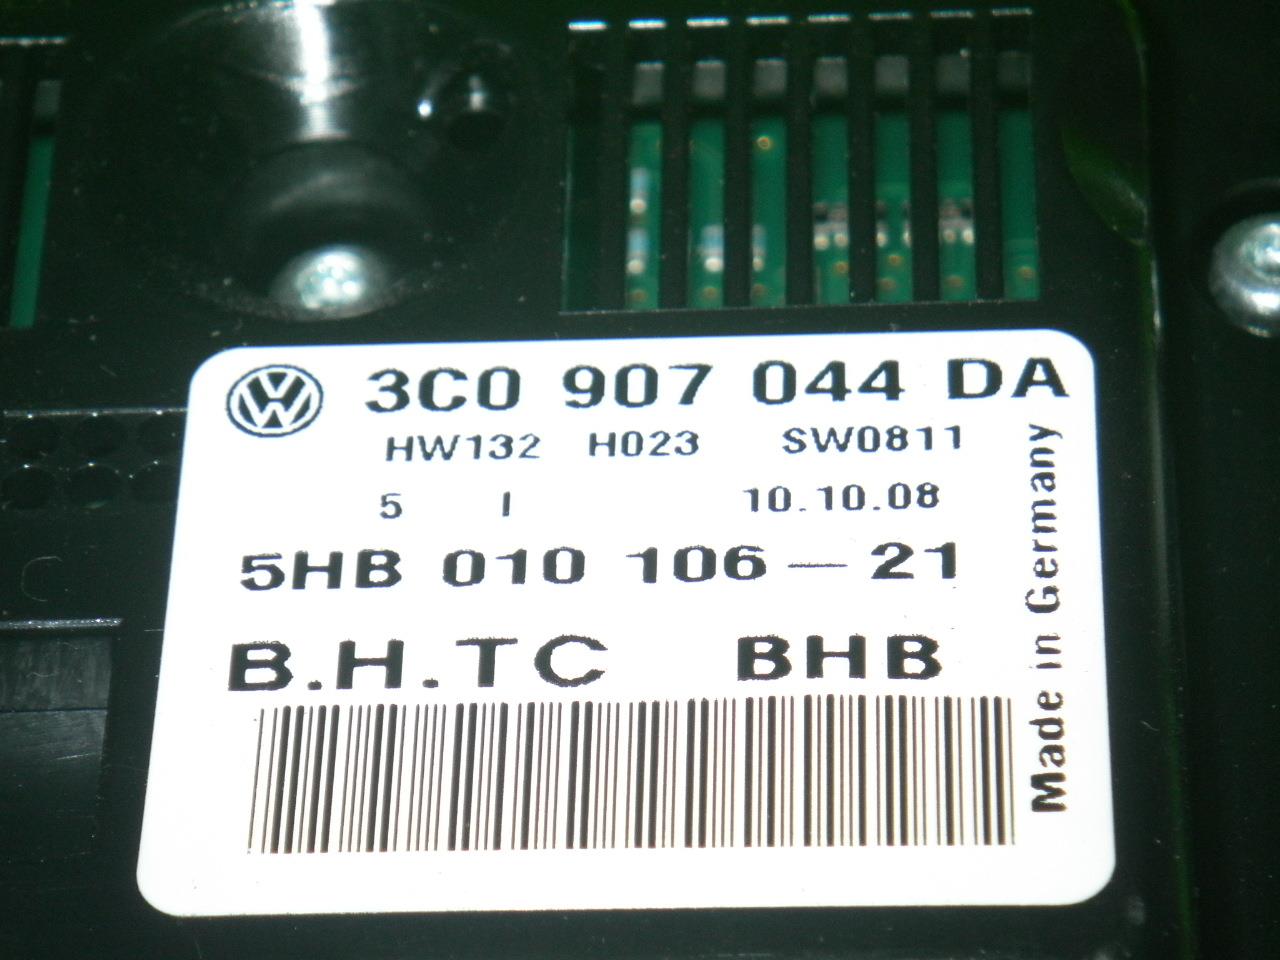 3C0 907 044 DA
HW132 H023 SW0811
5 I 10.10.08
5HB 010 106-21
B.H.TC BHB
Made in Germany